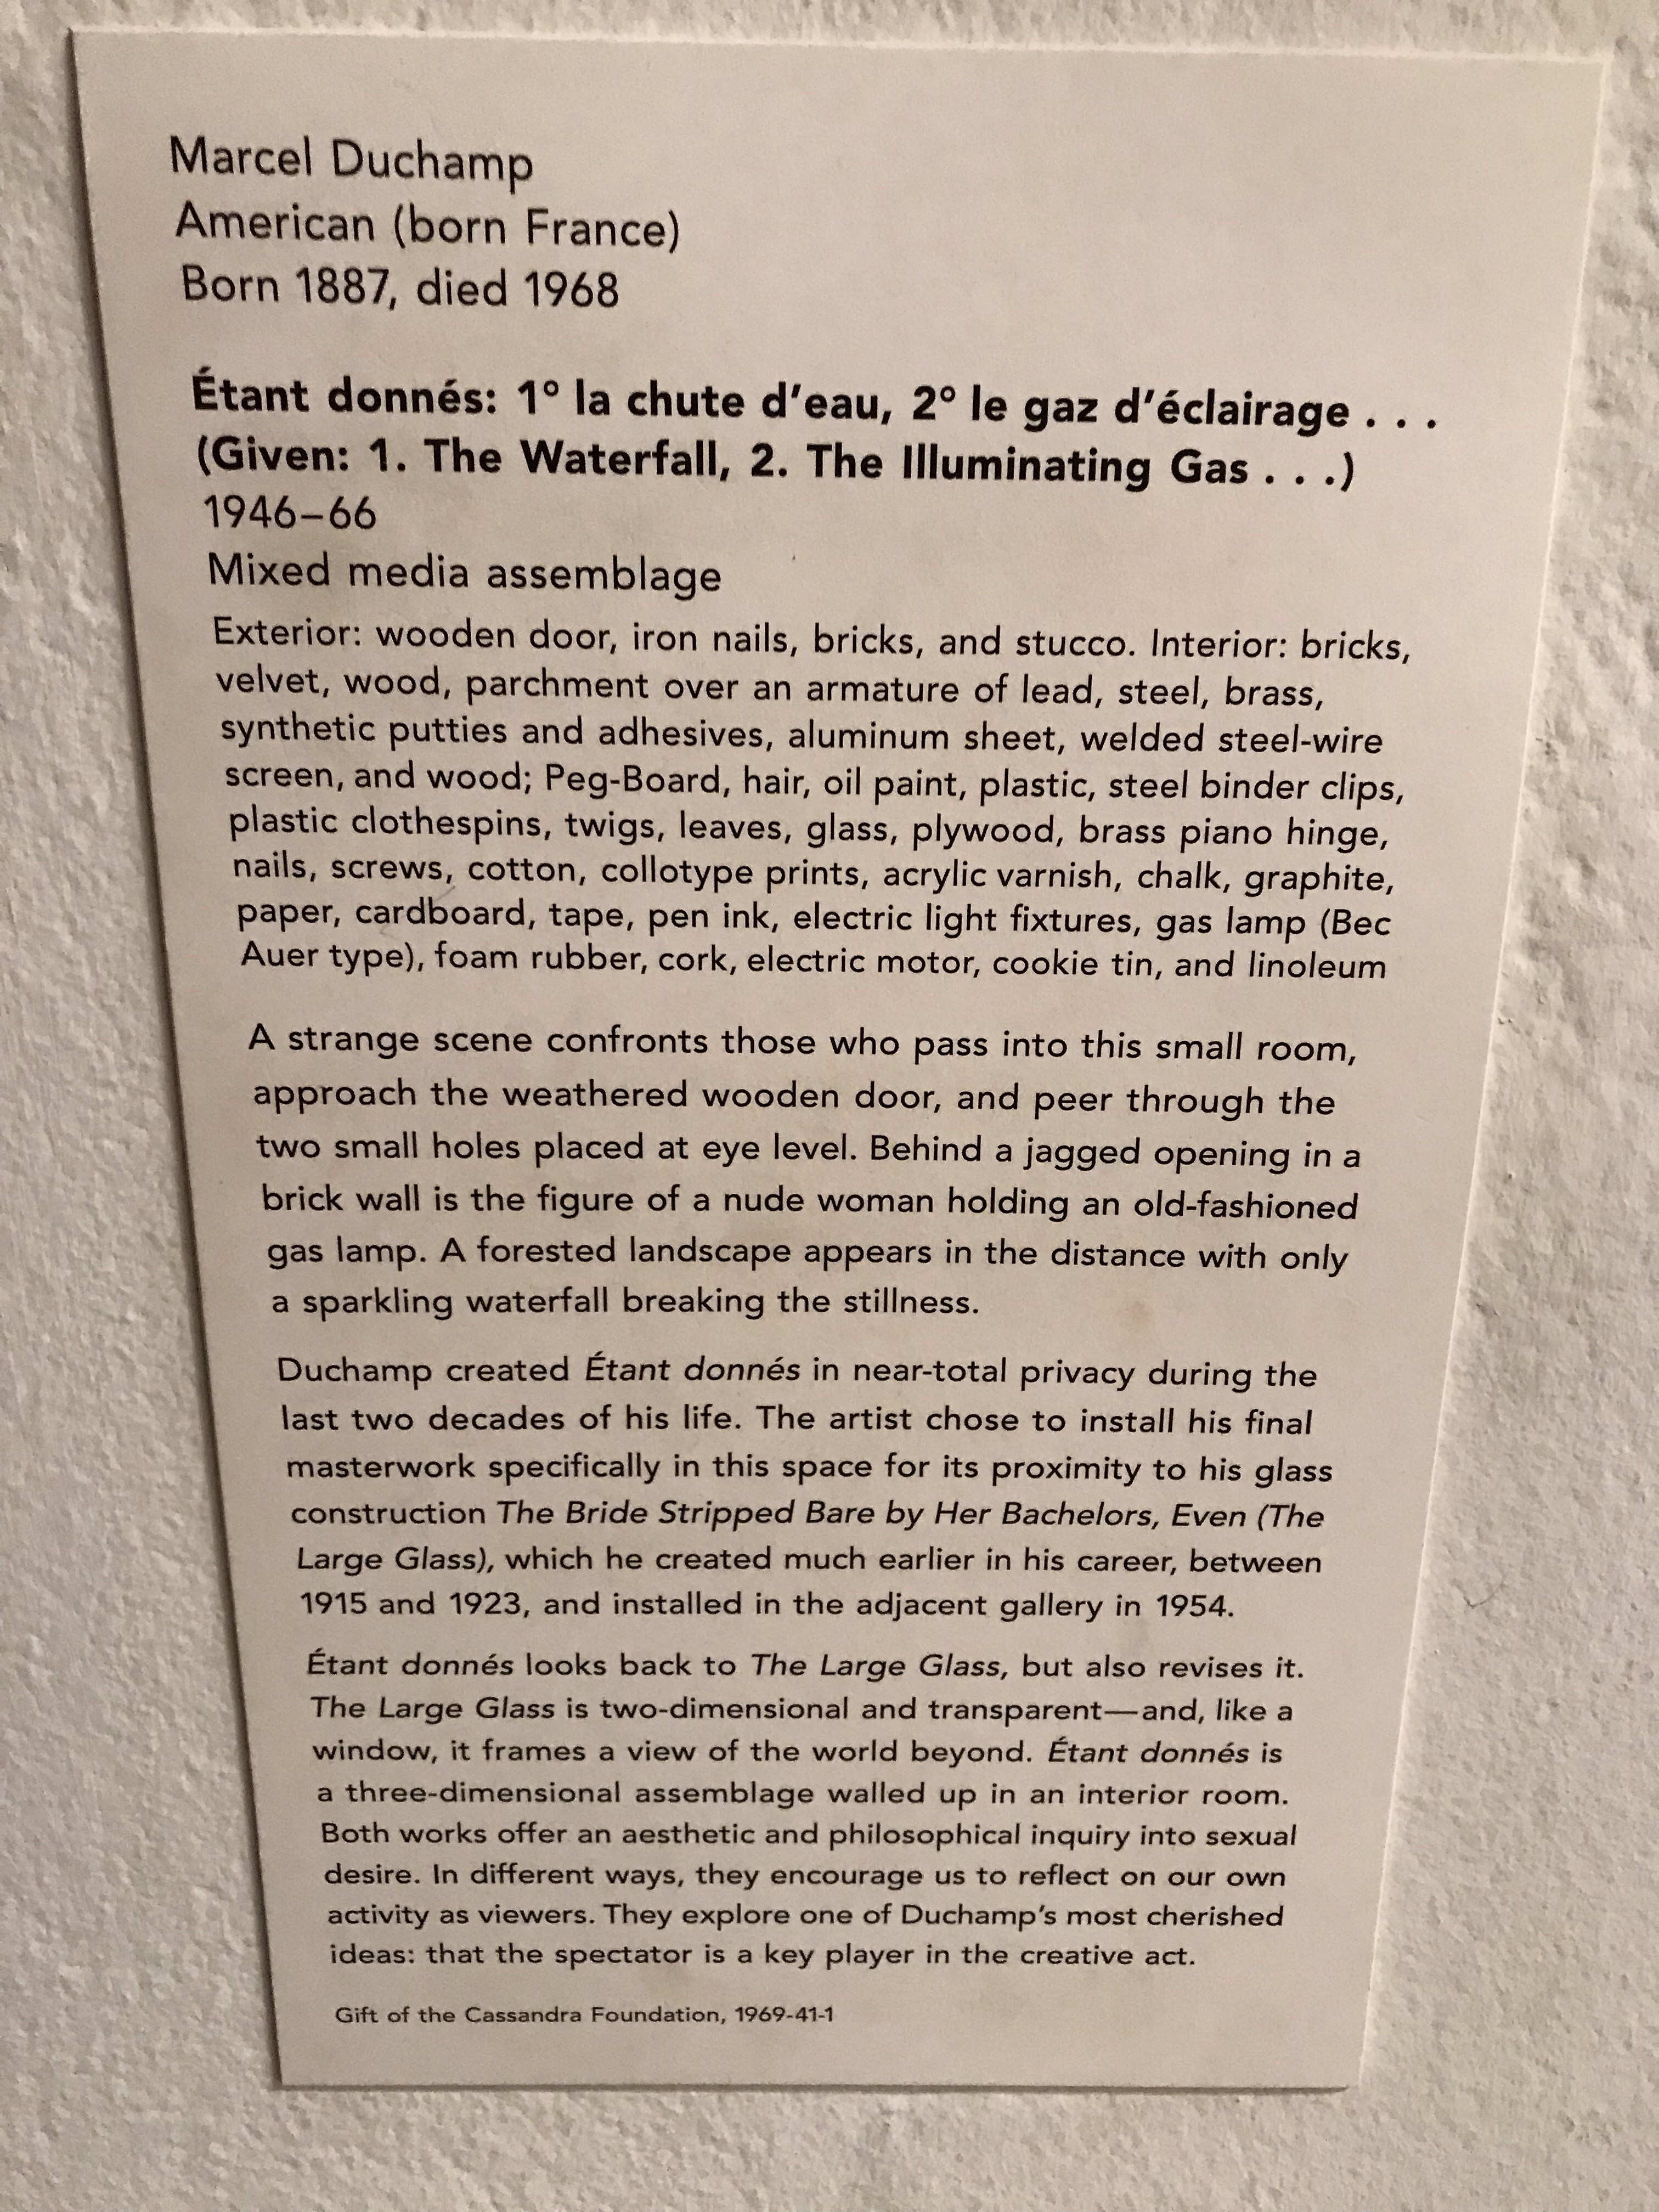 Marcel Duchamp
American (born France)
Born 1887, died 1968
Étant donnés: 1° la chute d’eau, 2° le gaz d’éclairage . . .
(Given: 1. The Waterfall, 2. The Illuminating Gas . . .)
1946–66
Mixed media assemblage
Exterior: wooden door, iron nails, bricks, and stucco. Interior: bricks,
velvet, wood, parchment over an armature of lead, steel, brass,
synthetic putties and adhesives, aluminum sheet, welded steel-wire
screen, and wood; Peg-Board, hair, oil paint, plastic, steel binder clips,
plastic clothespins, twigs, leaves, glass, plywood, brass piano hinge,
nails, screws, cotton, collotype prints, acrylic varnish, chalk, graphite,
paper, cardboard, tape, pen ink, electric light fixtures, gas lamp (Bec
Auer type), foam rubber, cork, electric motor, cookie tin, and linoleum
A strange scene confronts those who pass into this small room,
approach the weathered wooden door, and peer through the
two small holes placed at eye level. Behind a jagged opening in a
brick wall is the figure of a nude woman holding an old-fashioned
gas lamp. A forested landscape appears in the distance with only
a sparkling waterfall breaking the stillness.
Duchamp created Étant donnés in near-total privacy during the
last two decades of his life. The artist chose to install his final
masterwork specifically in this space for its proximity to his glass
construction The Bride Stripped Bare by Her Bachelors, Even (The
Large Glass), which he created much earlier in his career, between
1915 and 1923, and installed in the adjacent gallery in 1954.
Étant donnés looks back to The Large Glass, but also revises it.
The Large Glass is two-dimensional and transparent—and, like a
window, it frames a view of the world beyond. Étant donnés is
a three-dimensional assemblage walled up in an interior room.
Both works offer an aesthetic and philosophical inquiry into sexual
desire. In different ways, they encourage us to reflect on our own
activity as viewers. They explore one of Duchamp’s most cherished
ideas: that the spectator is a key player in the creative act.
Gift of the Cassandra Foundation, 1969-41-1